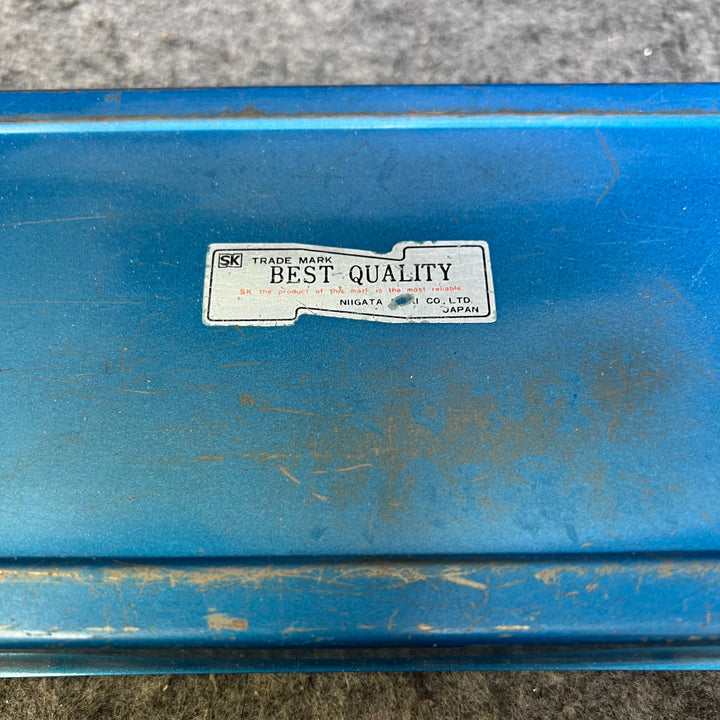 SK TRADE MARK
BEST QUALITY
SK the product of this mark is the most reliable.
NIIGATA CO., LTD.
JAPAN